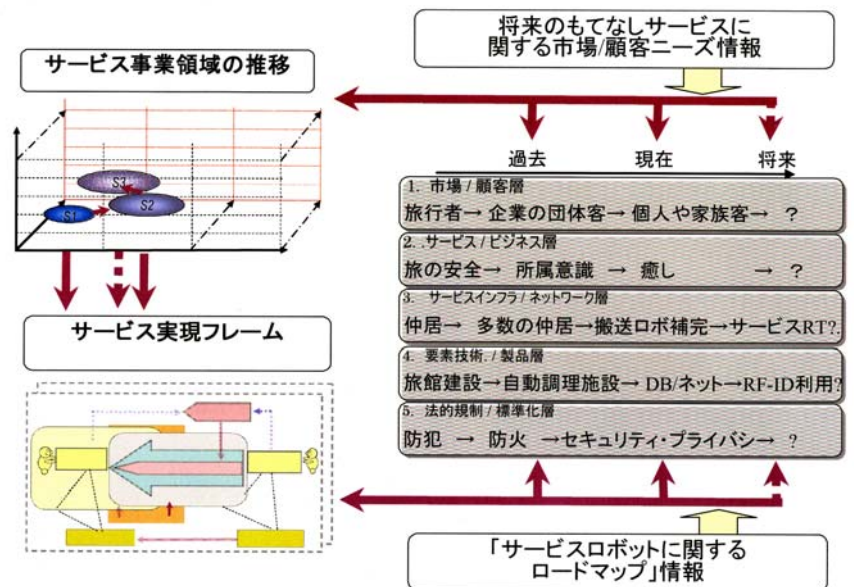 将来のもてなしサービスに
関する市場/顧客ニーズ情報
サービス事業領域の推移
S3
S1
S2
過去 現在 将来
1. 市場 / 顧客層
旅行者→ 企業の団体客→ 個人や家族客→ ?
2. .サービス / ビジネス層
旅の安全→ 所属意識 → 癒し → ?
3. サービスインフラ / ネットワーク層
仲居→ 多数の仲居→搬送ロボ補完→サービスRT?.
4. 要素技術. / 製品層
旅館建設→自動調理施設→ DB/ネット→RF-ID利用?
5. 法的規制 / 標準化層
防犯 → 防火 →セキュリティ・プライバシ→ ?
サービス実現フレーム
「サービスロボットに関する
ロードマップ」情報